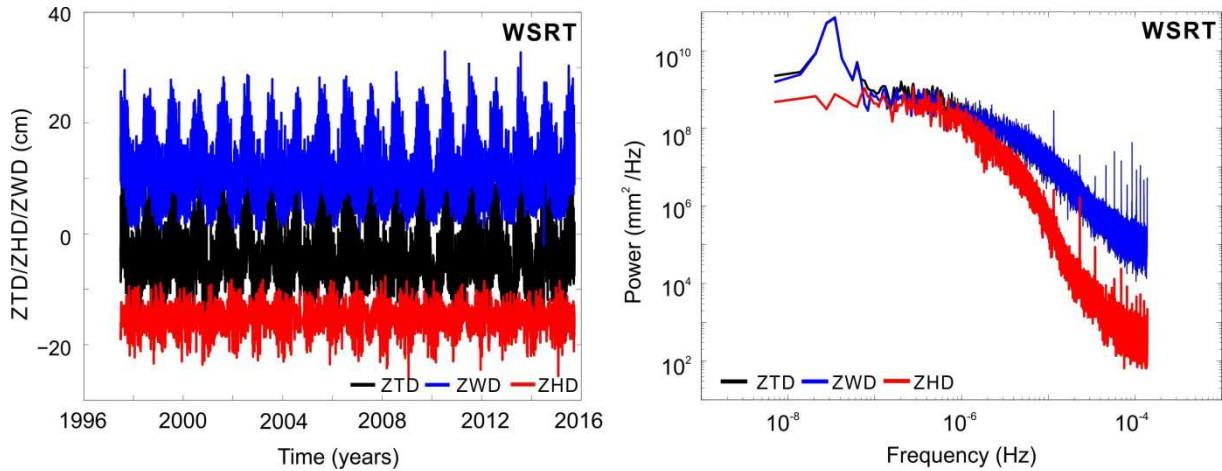 ZTD/ZHD/ZWD (cm)
40
20
0
−20
WSRT
ZTD ZWD ZHD
1996 2000 2004 2008 2012 2016
Time (years)
Power (mm² /Hz)
10¹⁰
10⁸
10⁶
10⁴
10²
WSRT
ZTD ZWD ZHD
10⁻⁸ 10⁻⁶ 10⁻⁴
Frequency (Hz)